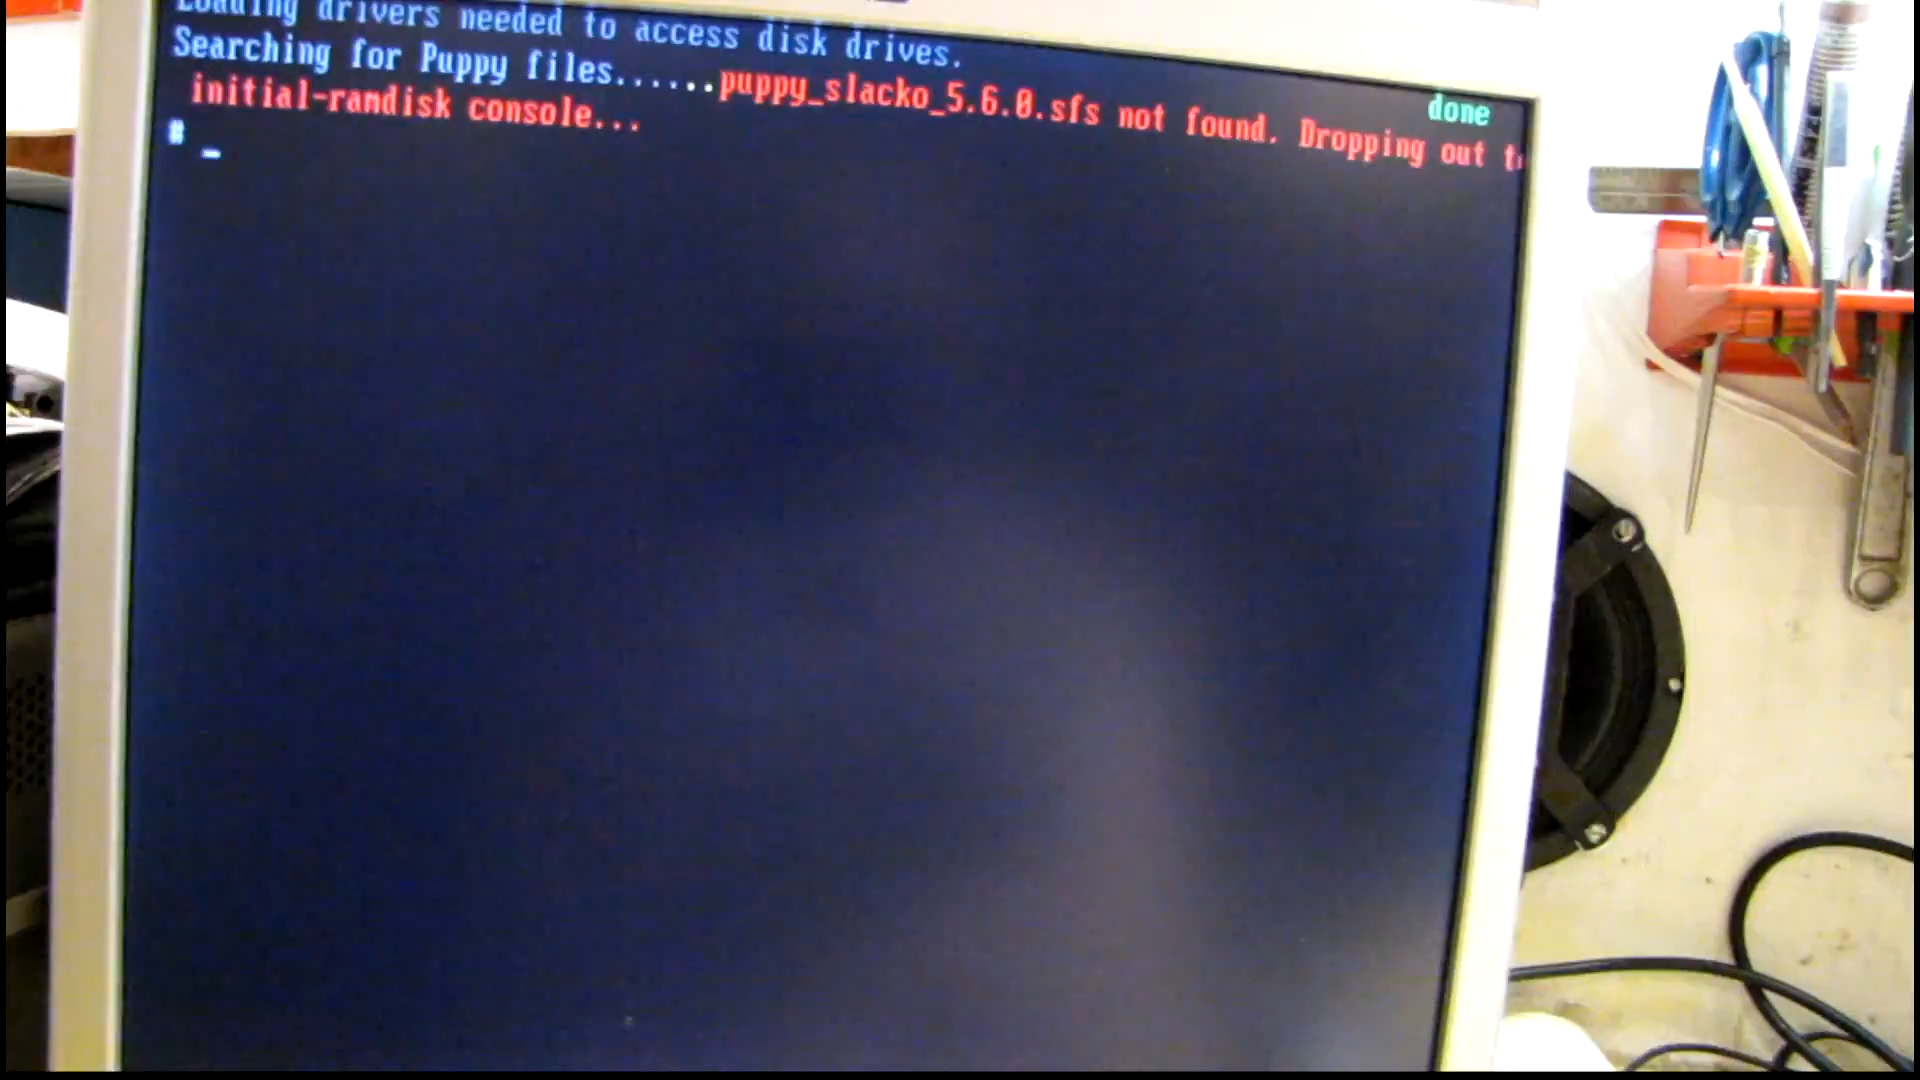 Loading drivers needed to access disk drives. done
Searching for Puppy files......puppy_slacko_5.6.0.sfs not found. Dropping out t
initial-ramdisk console...
# _